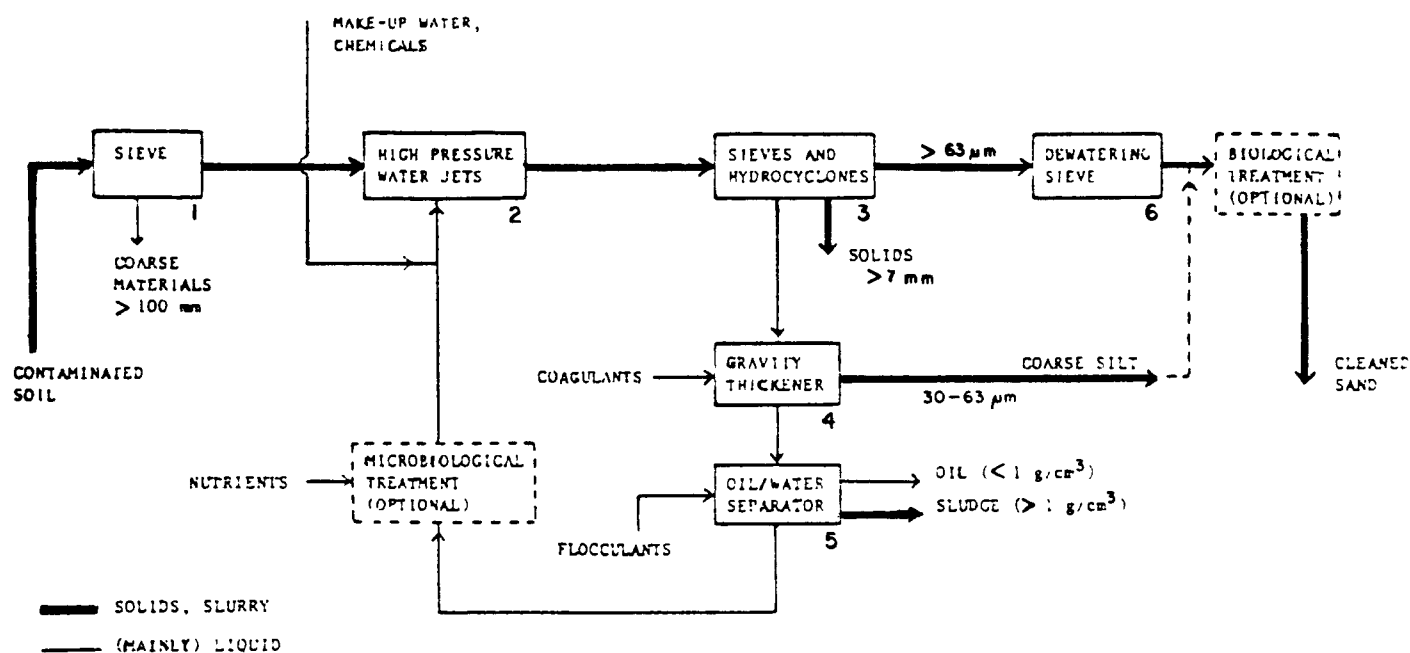 MAKE-UP WATER,
CHEMICALS
SIEVE
1
HIGH PRESSURE
WATER JETS
2
SIEVES AND
HYDROCYCLONES
3
> 63 µm
DEWATERING
SIEVE
6
BIOLOGICAL
TREATMENT
(OPTIONAL)
COARSE
MATERIALS
> 100 mm
SOLIDS
> 7 mm
CONTAMINATED
SOIL
COAGULANTS
GRAVITY
THICKENER
4
COARSE SILT
30-63 µm
CLEANED
SAND
NUTRIENTS
MICROBIOLOGICAL
TREATMENT
(OPTIONAL)
OIL/WATER
SEPARATOR
5
OIL (< 1 g/cm³)
SLUDGE (> 1 g/cm³)
FLOCCULANTS
SOLIDS, SLURRY
(MAINLY) LIQUID